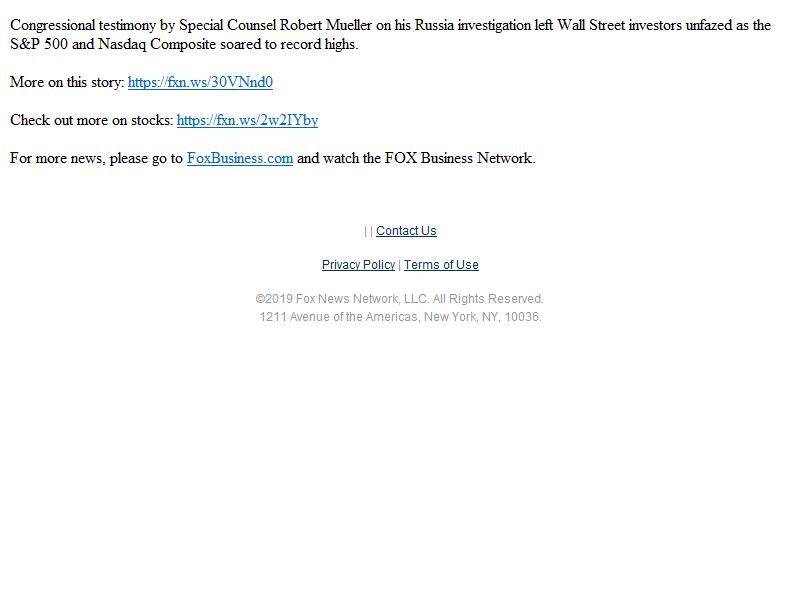 Congressional testimony by Special Counsel Robert Mueller on his Russia investigation left Wall Street investors unfazed as the
S&P 500 and Nasdaq Composite soared to record highs.
More on this story: https://fxn.ws/30VNnd0
Check out more on stocks: https://fxn.ws/2w2IYby
For more news, please go to FoxBusiness.com and watch the FOX Business Network.
| | Contact Us
Privacy Policy | Terms of Use
©2019 Fox News Network, LLC. All Rights Reserved.
1211 Avenue of the Americas, New York, NY, 10036.